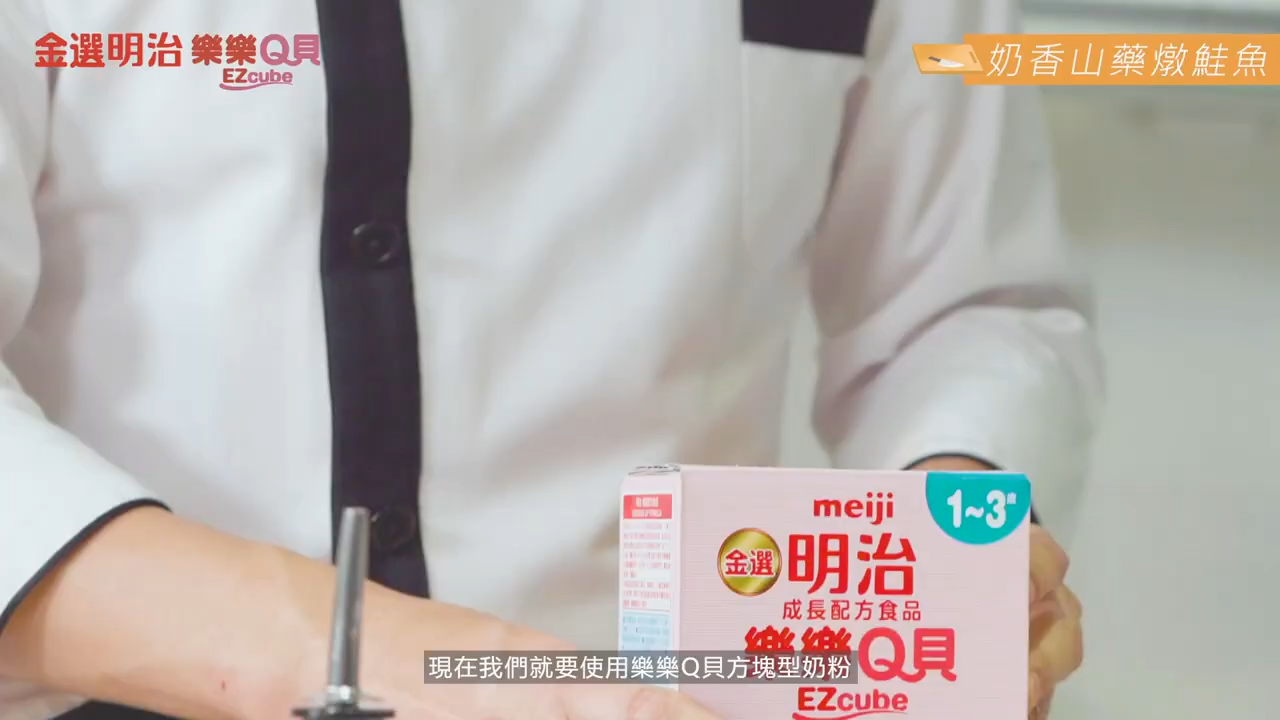 金選明治 樂樂Q貝
EZcube
奶香山藥燉鮭魚
meiji
1~3歲
金選 明治
成長配方食品
樂樂Q貝
現在我們就要使用樂樂Q貝方塊型奶粉
EZcube